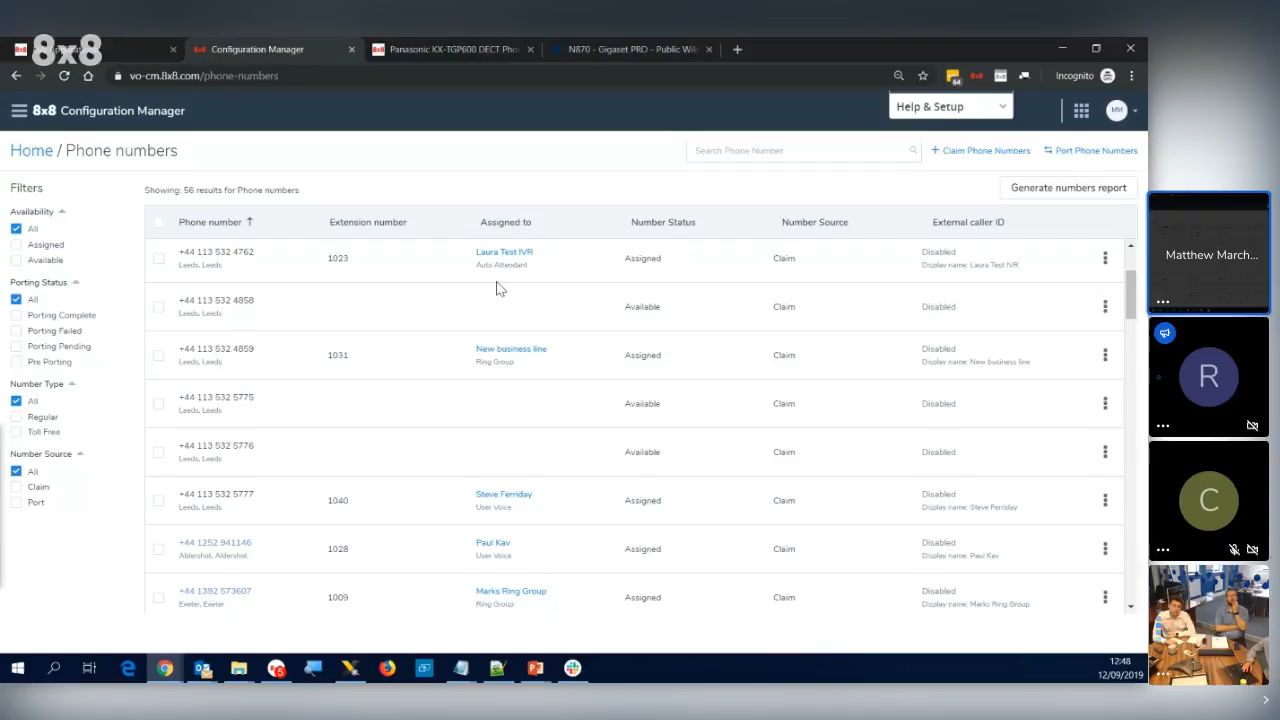 8x8
Configuration Manager
Panasonic KX-TGP600 DECT Pho
N870 - Gigaset PRO - Public Wik
vo-cm.8x8.com/phone-numbers
64
Incognito
8x8 Configuration Manager
Help & Setup
MM
Home / Phone numbers
Search Phone Number
+ Claim Phone Numbers
Port Phone Numbers
Filters
Showing: 56 results for Phone numbers
Generate numbers report
Availability
All
Assigned
Available
Porting Status
All
Porting Complete
Porting Failed
Porting Pending
Pre Porting
Number Type
All
Regular
Toll Free
Number Source
All
Claim
Port
Phone number ↑ Extension number Assigned to Number Status Number Source External caller ID
+44 113 532 4762 1023 Laura Test IVR Assigned Claim Disabled
Leeds, Leeds Auto Attendant Display name: Laura Test IVR
+44 113 532 4858 Available Claim Disabled
Leeds, Leeds
+44 113 532 4859 1031 New business line Assigned Claim Disabled
Leeds, Leeds Ring Group Display name: New business line
+44 113 532 5775 Available Claim Disabled
Leeds, Leeds
+44 113 532 5776 Available Claim Disabled
Leeds, Leeds
+44 113 532 5777 1040 Steve Ferriday Assigned Claim Disabled
Leeds, Leeds User Voice Display name: Steve Ferriday
+44 1252 941146 1028 Paul Kav Assigned Claim Disabled
Aldershot, Aldershot User Voice Display name: Paul Kav
+44 1392 573607 1009 Marks Ring Group Assigned Claim Disabled
Exeter, Exeter Ring Group Display name: Marks Ring Group
Matthew March...
R
C
12:48
12/09/2019